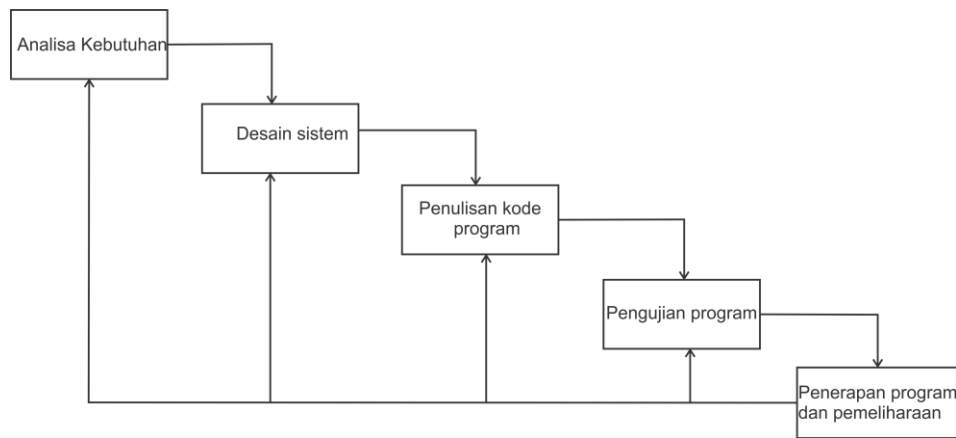 Analisa Kebutuhan
Desain sistem
Penulisan kode
program
Pengujian program
Penerapan program
dan pemeliharaan